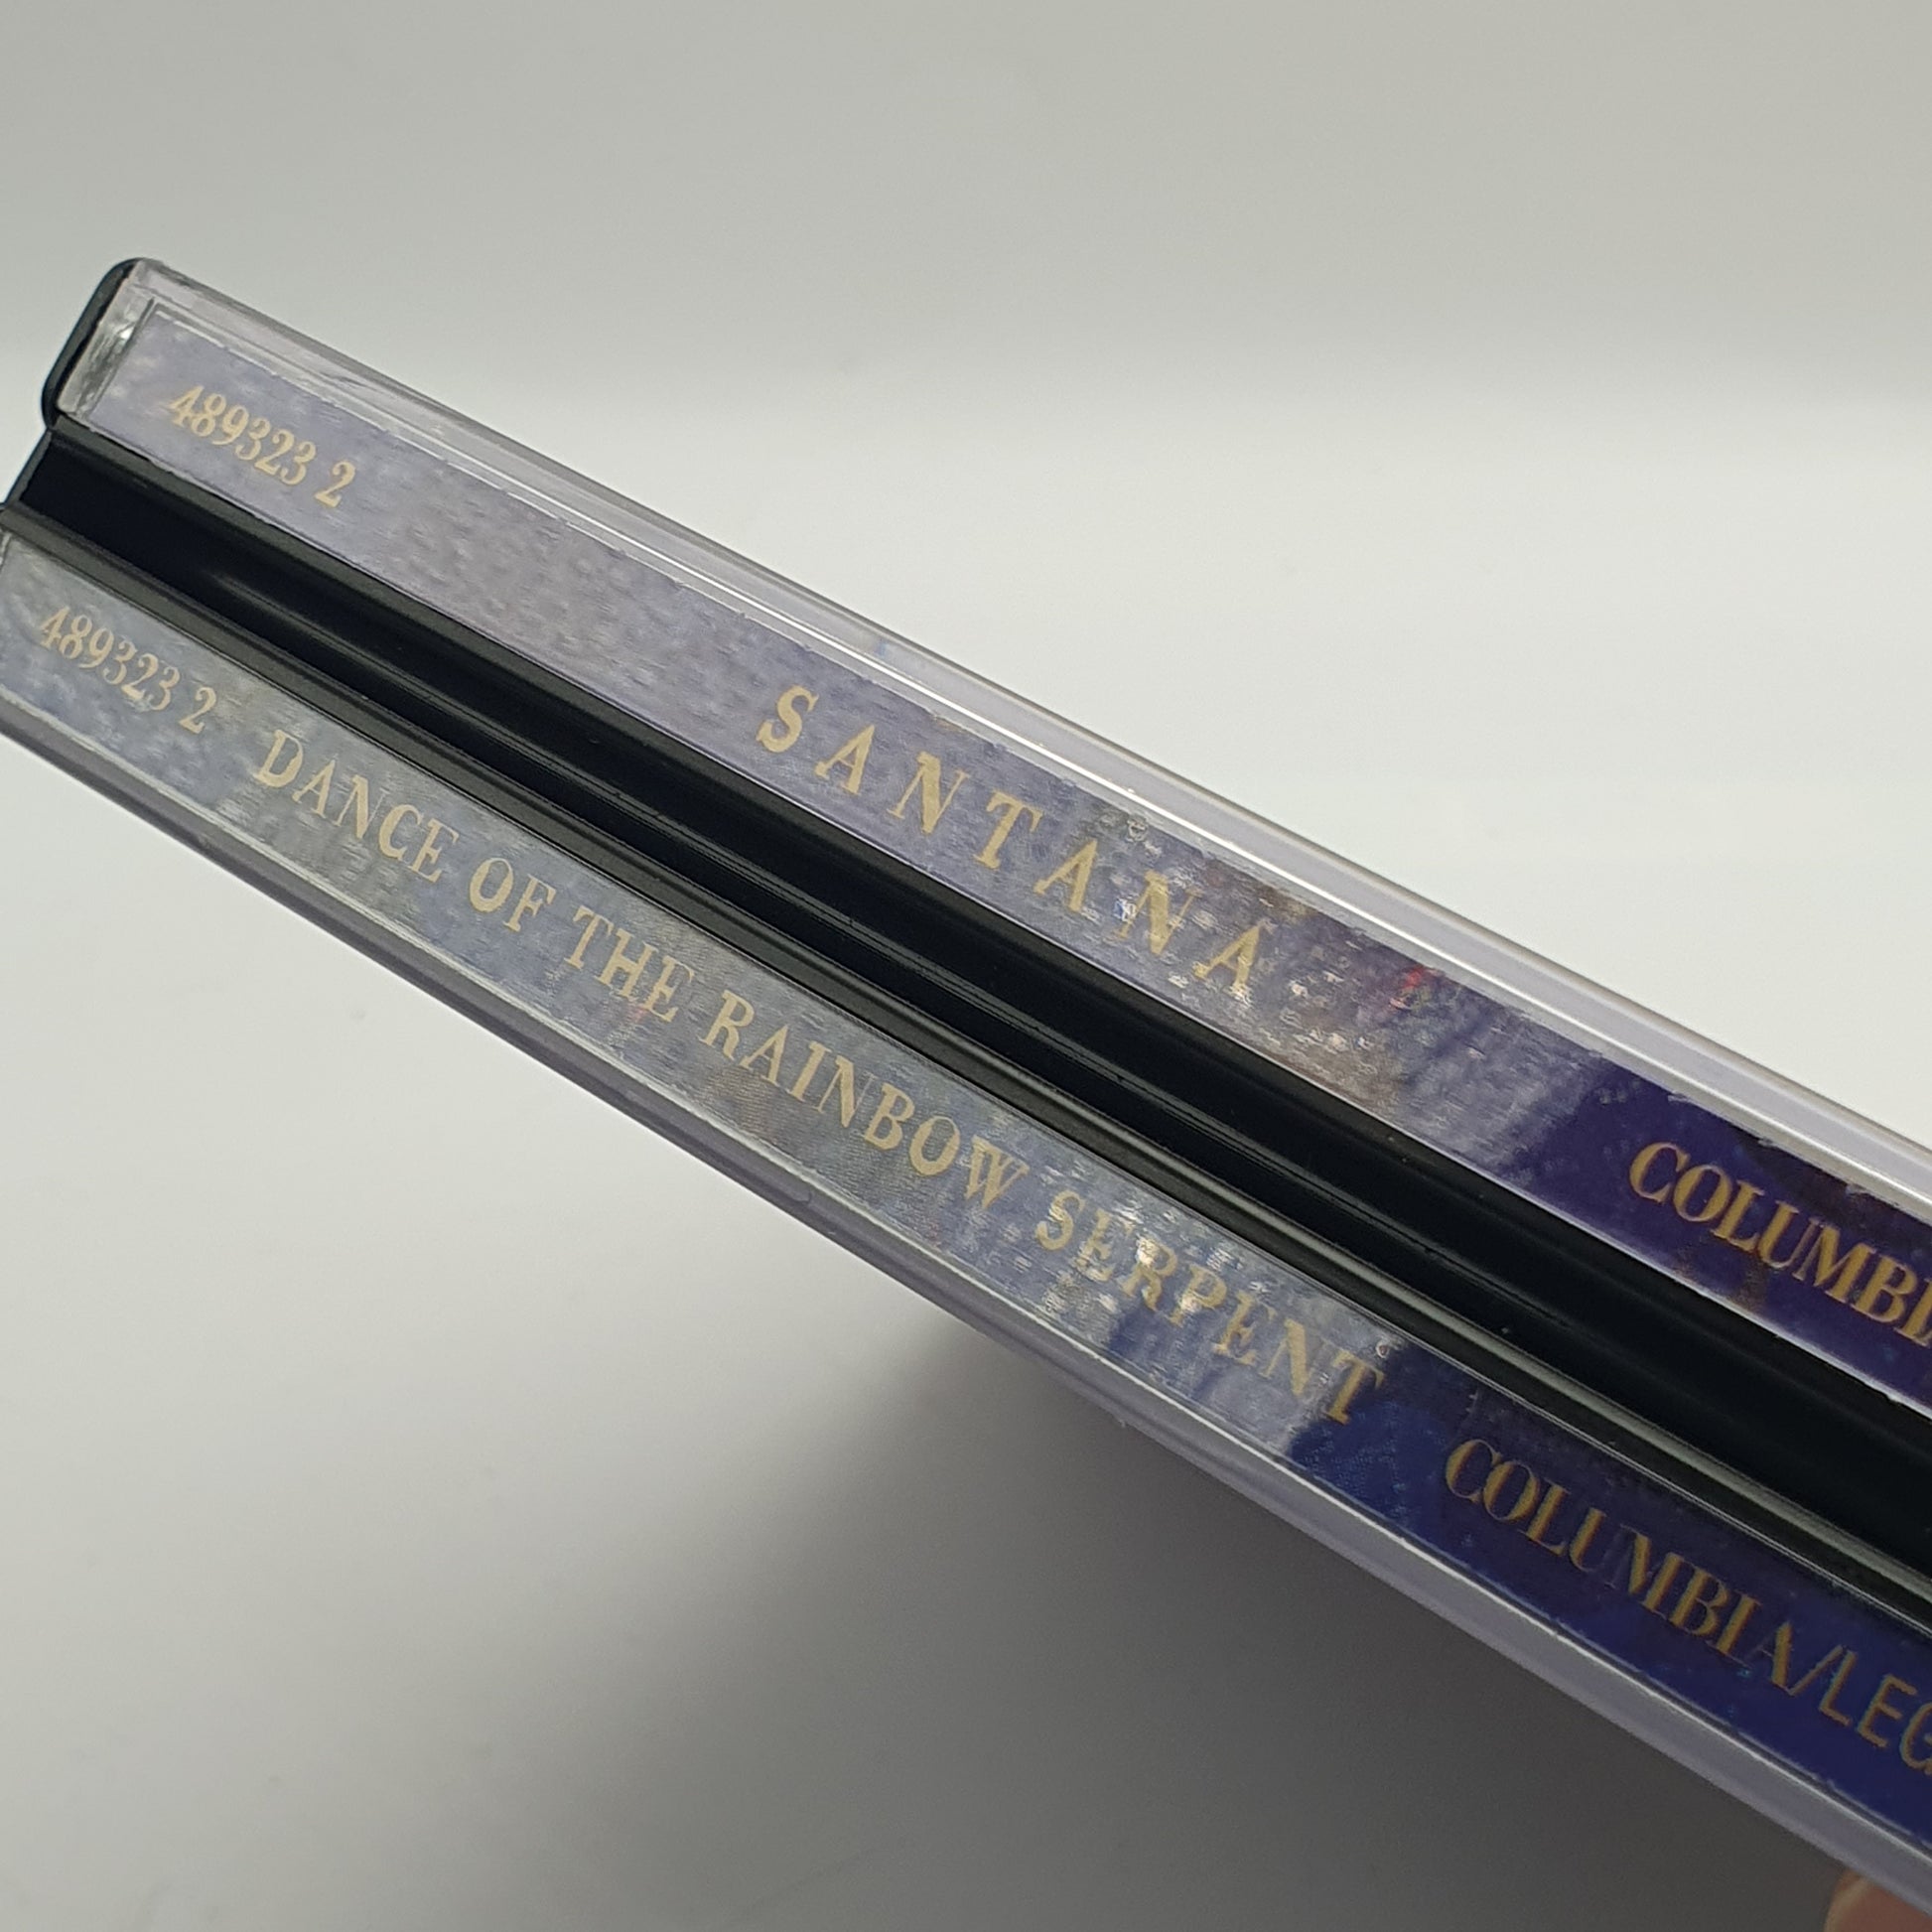 489323 2 SANTANA COLUMBI
489323 2 DANCE OF THE RAINBOW SERPENT COLUMBIA/LEG